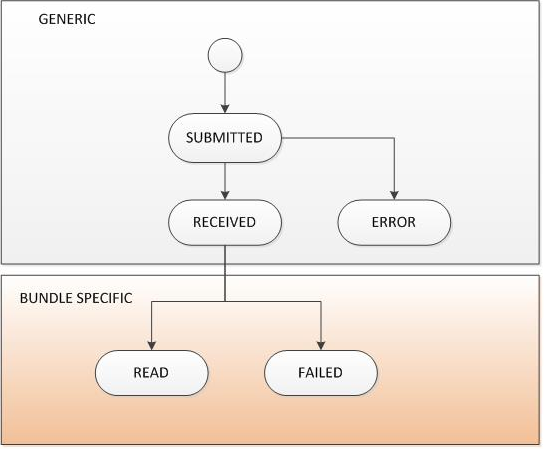 GENERIC
SUBMITTED
RECEIVED
ERROR
BUNDLE SPECIFIC
READ
FAILED